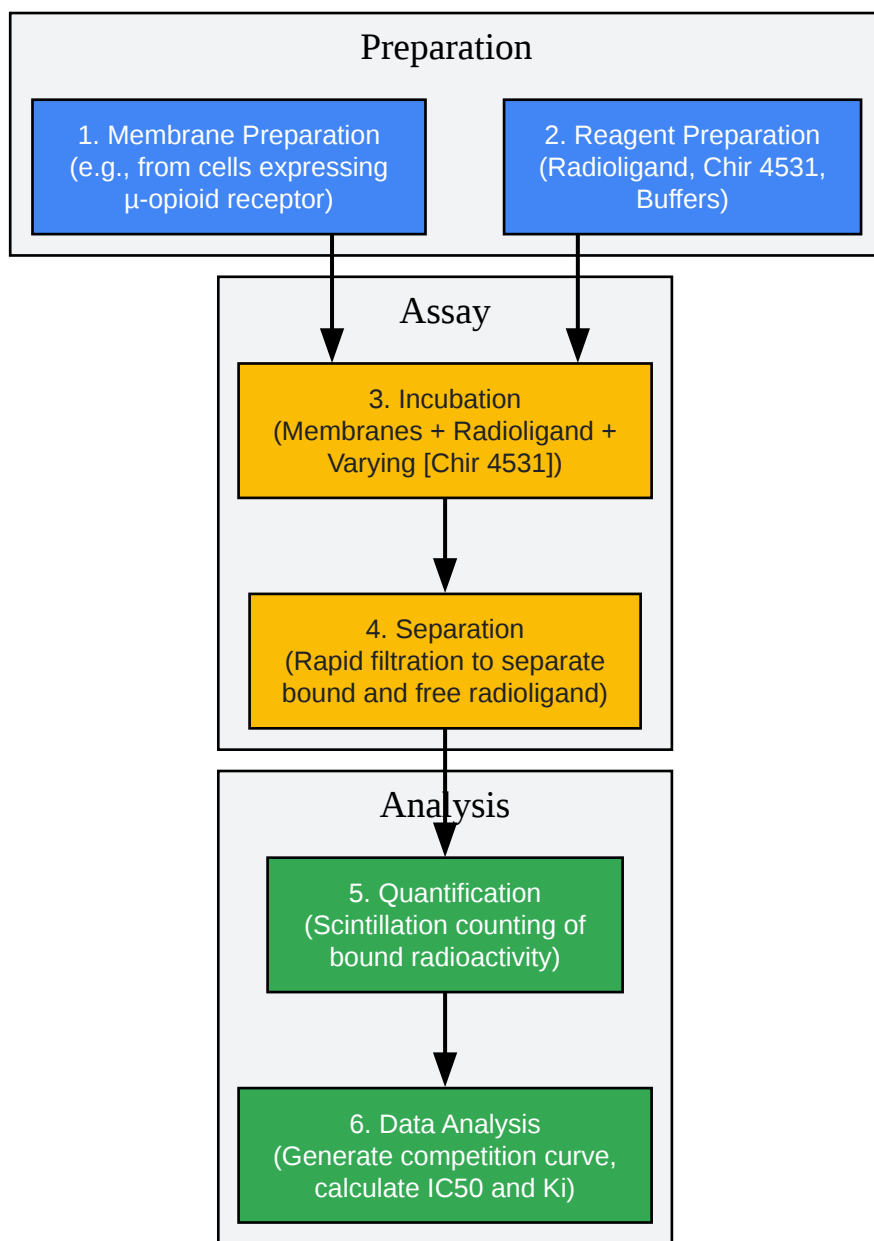 Preparation
1. Membrane Preparation
(e.g., from cells expressing
µ-opioid receptor)
2. Reagent Preparation
(Radioligand, Chir 4531,
Buffers)
Assay
3. Incubation
(Membranes + Radioligand +
Varying [Chir 4531])
4. Separation
(Rapid filtration to separate
bound and free radioligand)
Analysis
5. Quantification
(Scintillation counting of
bound radioactivity)
6. Data Analysis
(Generate competition curve,
calculate IC50 and Ki)